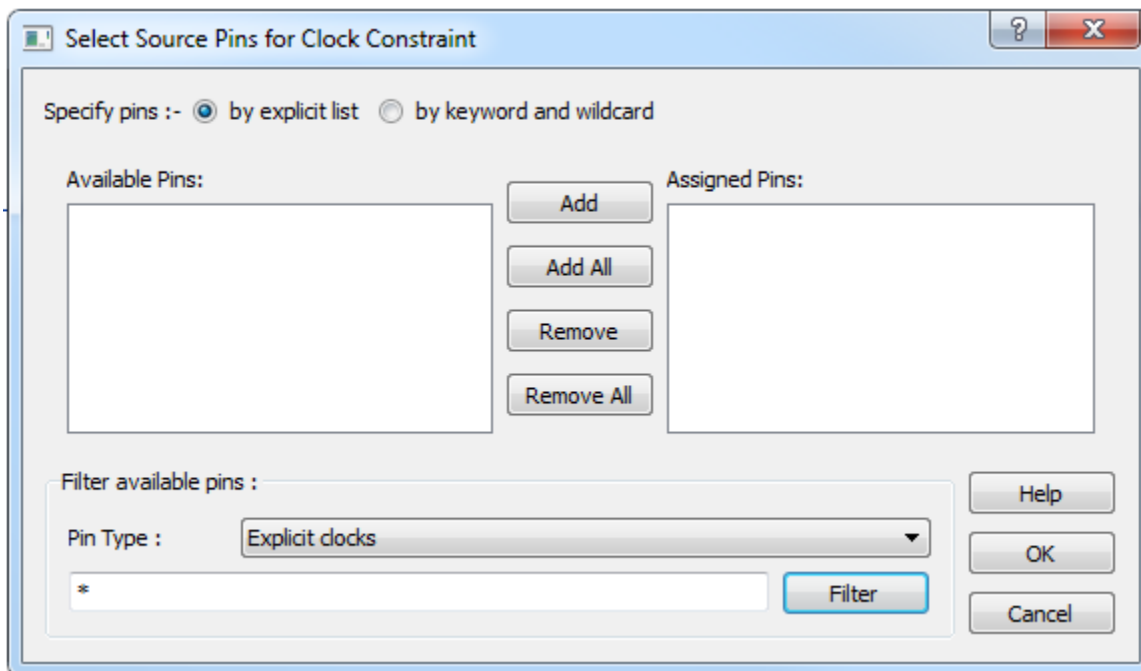 Select Source Pins for Clock Constraint
Specify pins :- by explicit list by keyword and wildcard
Available Pins:
Assigned Pins:
Add
Add All
Remove
Remove All
Filter available pins :
Pin Type : Explicit clocks
*
Filter
Help
OK
Cancel